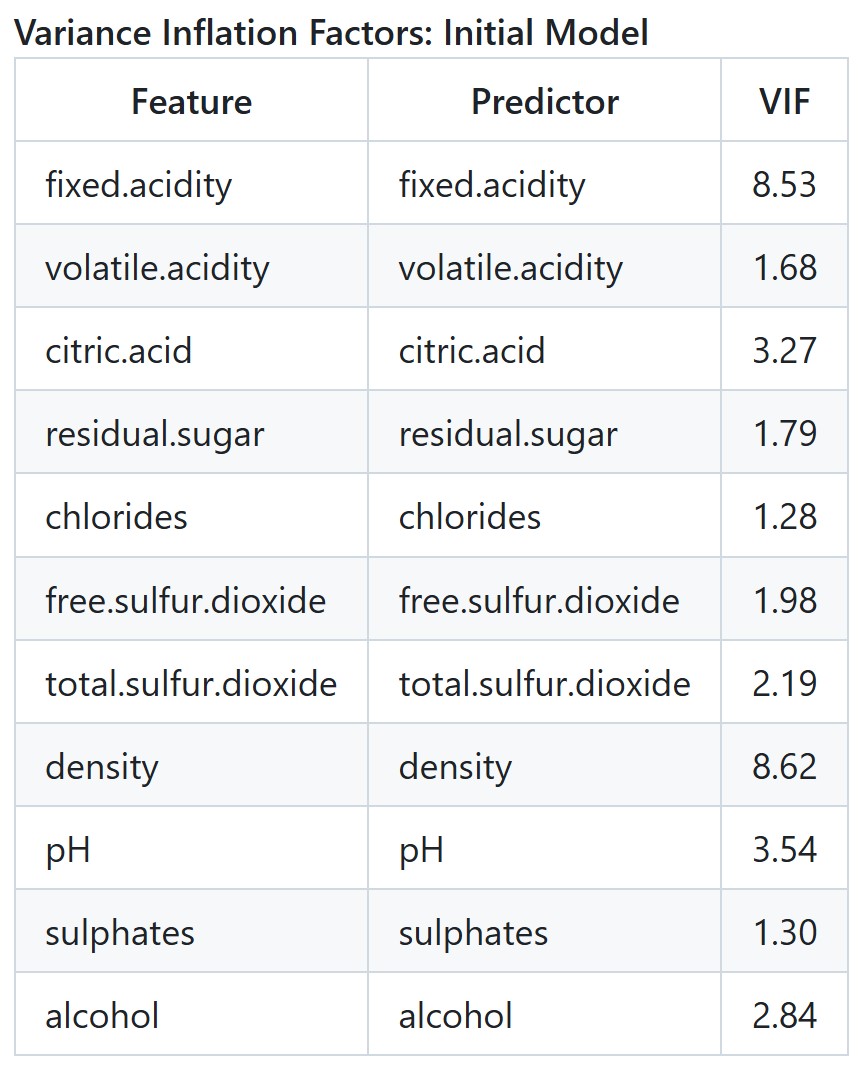 Variance Inflation Factors: Initial Model
Feature Predictor VIF
fixed.acidity fixed.acidity 8.53
volatile.acidity volatile.acidity 1.68
citric.acid citric.acid 3.27
residual.sugar residual.sugar 1.79
chlorides chlorides 1.28
free.sulfur.dioxide free.sulfur.dioxide 1.98
total.sulfur.dioxide total.sulfur.dioxide 2.19
density density 8.62
pH pH 3.54
sulphates sulphates 1.30
alcohol alcohol 2.84